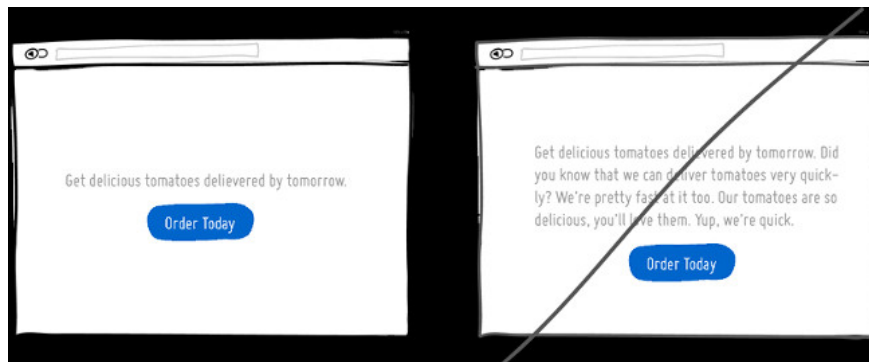 Get delicious tomatoes delievered by tomorrow.
Order Today
Get delicious tomatoes delievered by tomorrow. Did
you know that we can deliver tomatoes very quick-
ly? We're pretty fast at it too. Our tomatoes are so
delicious, you'll love them. Yup, we're quick.
Order Today